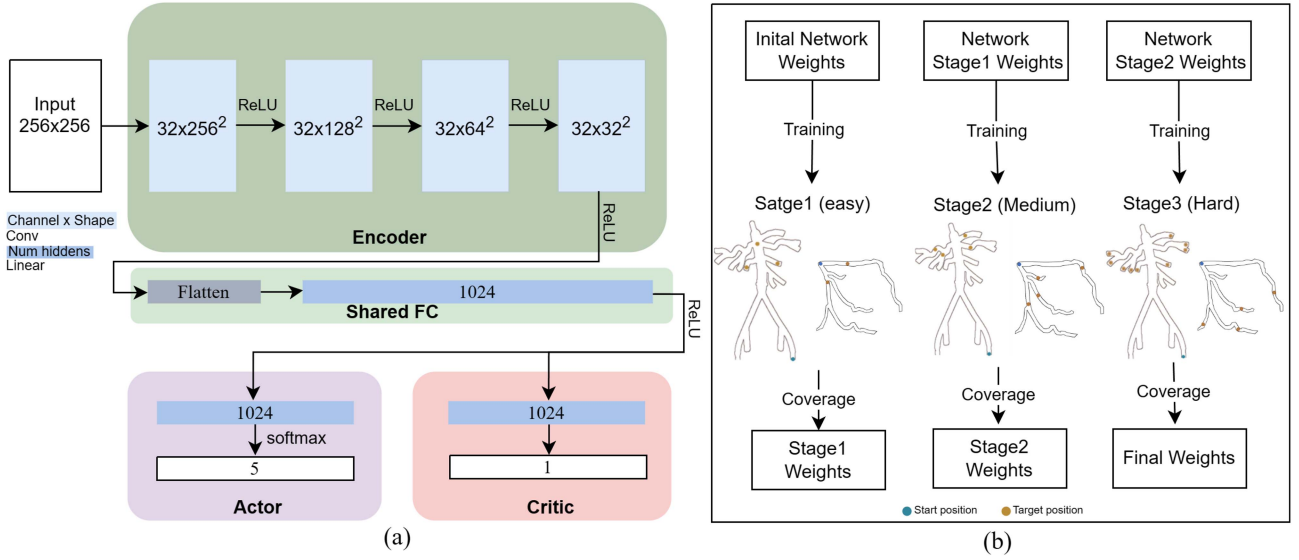 Input
256x256
32x256²
ReLU
32x128²
ReLU
32x64²
ReLU
32x32²
Encoder
ReLU
Channel x Shape
Conv
Num hiddens
Linear
Flatten
1024
Shared FC
ReLU
1024
softmax
5
Actor
1024
1
Critic
(a)
Inital Network
Weights
Training
Satge1 (easy)
Coverage
Stage1
Weights
Network
Stage1 Weights
Training
Stage2 (Medium)
Coverage
Stage2
Weights
Network
Stage2 Weights
Training
Stage3 (Hard)
Coverage
Final Weights
Start position
Target position
(b)